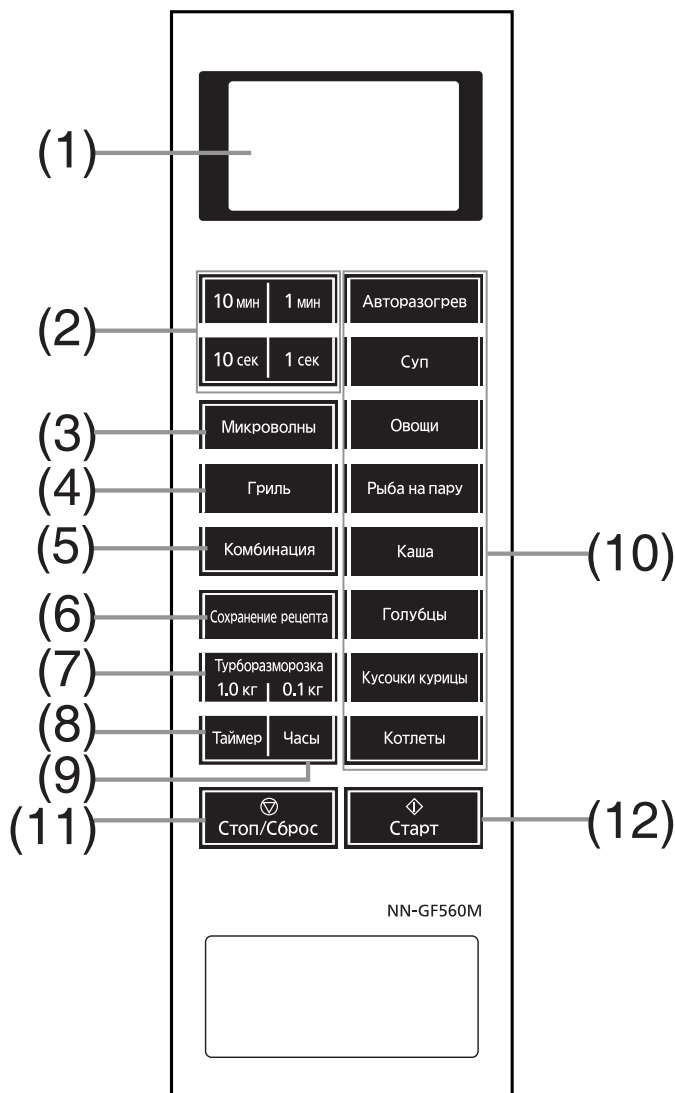 (1)
(2)
10 мин 1 мин
10 сек 1 сек
(3)
Микроволны
(4)
Гриль
(5)
Комбинация
(6)
Сохранение рецепта
(7)
Турборазморозка
1.0 кг 0.1 кг
(8)
Таймер Часы
(9)
Авторазогрев
Суп
Овощи
Рыба на пару
Каша
Голубцы
Кусочки курицы
Котлеты
(10)
(11)
Стоп/Сброс
Старт
(12)
NN-GF560M